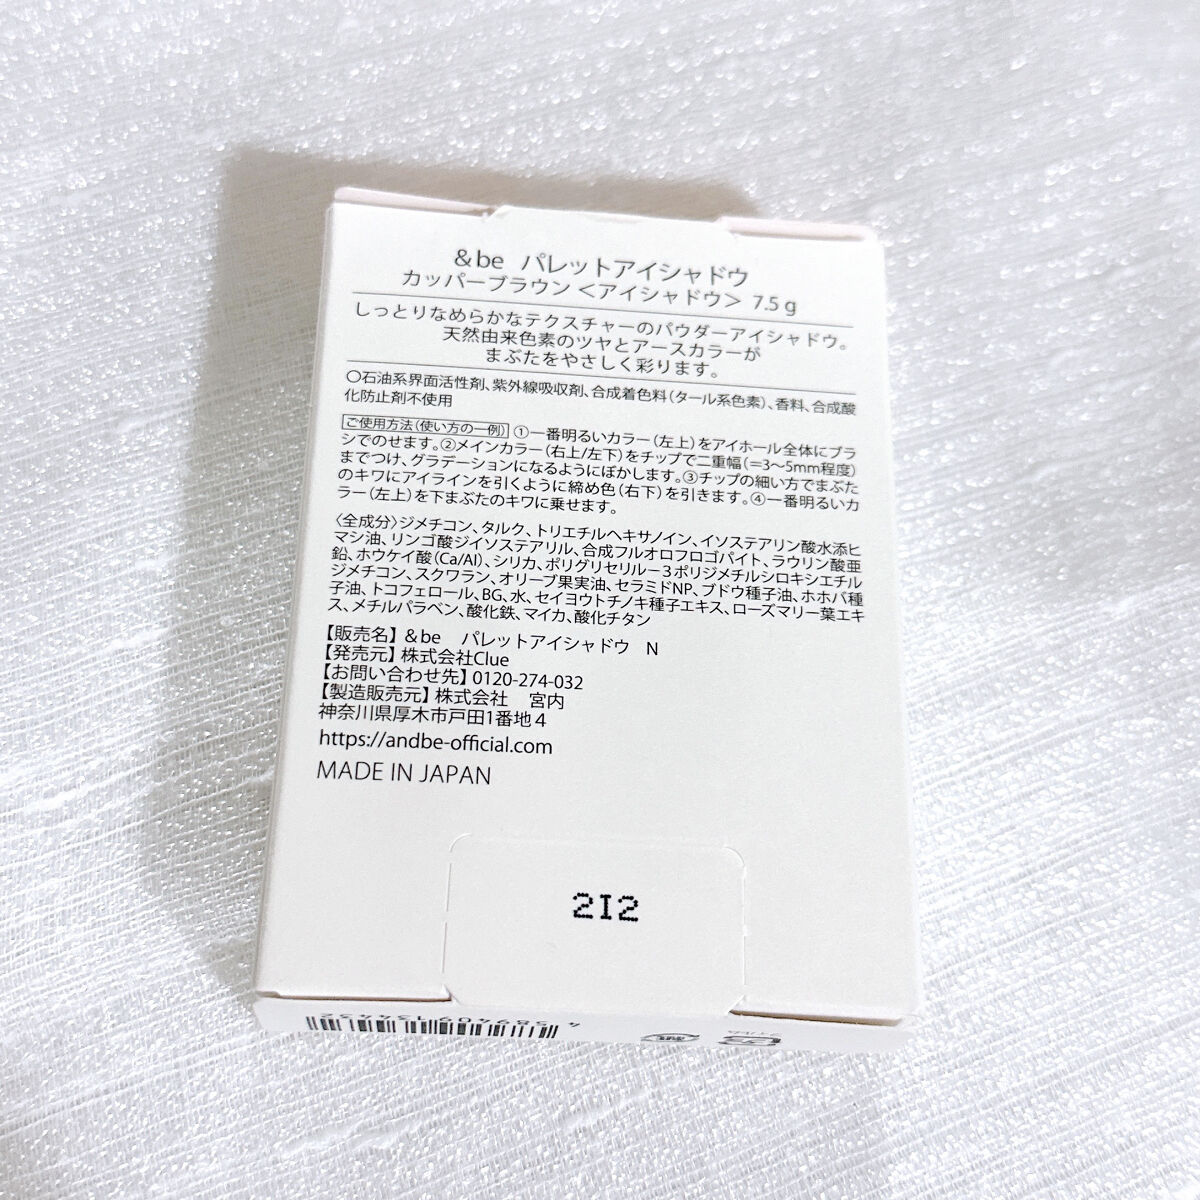 &be パレットアイシャドウ
カッパーブラウン＜アイシャドウ＞ 7.5 g
しっとりなめらかなテクスチャーのパウダーアイシャドウ。
天然由来色素のツヤとアースカラーが
まぶたをやさしく彩ります。
〇石油系界面活性剤、紫外線吸収剤、合成着色料（タール系色素）、香料、合成酸
化防止剤不使用
ご使用方法（使い方の一例） ①一番明るいカラー（左上）をアイホール全体にブラ
シでのせます。②メインカラー（右上/左下）をチップで二重幅（＝3〜5mm程度）
までつけ、グラデーションになるようにぼかします。③チップの細い方でまぶた
のキワにアイラインを引くように締め色（右下）を引きます。④一番明るいカ
ラー（左上）を下まぶたのキワに乗せます。
〈全成分〉ジメチコン、タルク、トリエチルヘキサノイン、イソステアリン酸水添ヒ
マシ油、リンゴ酸ジイソステアリル、合成フルオロフロゴパイト、ラウリン酸亜
鉛、ホウケイ酸（Ca/Al）、シリカ、ポリグリセリル－3ポリジメチルシロキシエチル
ジメチコン、スクワラン、オリーブ果実油、セラミドNP、ブドウ種子油、ホホバ種
子油、トコフェロール、BG、水、セイヨウトチノキ種子エキス、ローズマリー葉エキ
ス、メチルパラベン、酸化鉄、マイカ、酸化チタン
【販売名】 &be パレットアイシャドウ N
【発売元】 株式会社Clue
【お問い合わせ先】 0120-274-032
【製造販売元】 株式会社 宮内
神奈川県厚木市戸田1番地4
https://andbe-official.com
MADE IN JAPAN
2I2
4 589409 134432